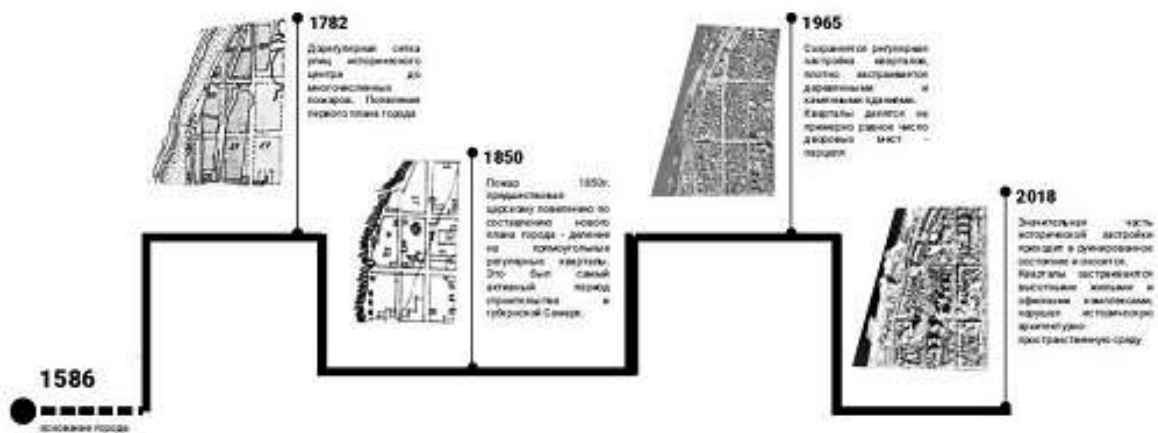 1782
Дорегулярная сетка
улиц исторического
центра до
многочисленных
пожаров. Появление
первого плана города
1850
Пожар 1850г.
предшествовал
царскому повелению по
составлению нового
плана города - деление
на прямоугольные
регулярные кварталы.
Это был самый
активный период
строительства в
губернской Самаре.
1965
Сохраняется регулярная
застройка кварталов,
плотно застраивается
деревянными и
каменными зданиями.
Кварталы делятся на
примерно равное число
дворовых мест -
парцелл
2018
Значительная часть
исторической застройки
приходит в руинированное
состояние и сносится.
Кварталы застраиваются
высотными жилыми и
офисными комплексами,
нарушая историческую
архитектурно-
пространственную среду
1586
основание города